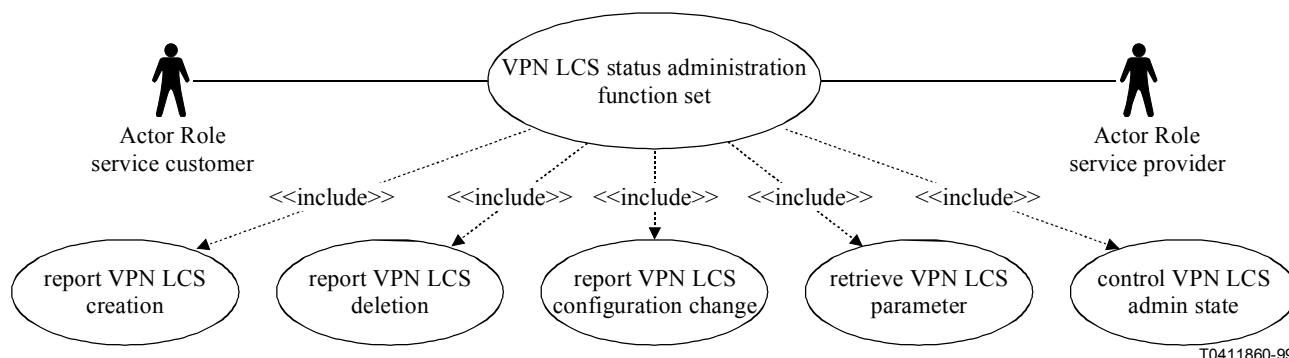 VPN LCS status administration
function set
Actor Role
service customer
Actor Role
service provider
<<include>> <<include>> <<include>> <<include>> <<include>>
report VPN LCS
creation
report VPN LCS
deletion
report VPN LCS
configuration change
retrieve VPN LCS
parameter
control VPN LCS
admin state
T0411860-99